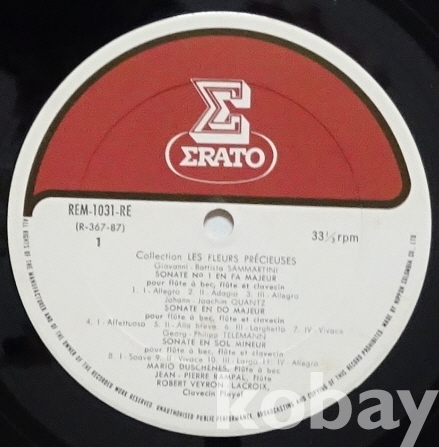 ERATO
REM-1031-RE
(R-367-87)
1
33⅓rpm
Collection LES FLEURS PRÉCIEUSES
Giovanni - Battista SAMMARTINI
SONATE No 1 EN FA MAJEUR
pour flûte à bec, flûte et clavecin
1. I - Allegro 2. II - Adagio 3. III - Allegro
Johann - Joachim QUANTZ
SONATE EN DO MAJEUR
pour flûte à bec, flûte et clavecin
4. I - Affettuoso 5. II - Alla breve 6. III - Larghetto 7. IV - Vivace
Georg - Philipp TELEMANN
SONATE EN SOL MINEUR
pour flûte à bec, flûte et clavecin
8. I - Soave 9. II - Vivace 10. III - Largo 11. IV - Allegro
MARIO DUSCHENES, Flûte à bec
JEAN - PIERRE RAMPAL, Flûte
ROBERT VEYRON - LACROIX,
Clavecin Pleyel
ALL RIGHTS OF THE MANUFACTURER AND OF THE OWNER OF THE RECORDED WORK RESERVED UNAUTHORISED PUBLIC PERFORMANCE, BROADCASTING AND COPYING OF THIS RECORD PROHIBITED MADE BY NIPPON COLUMBIA CO., LTD.
kobay